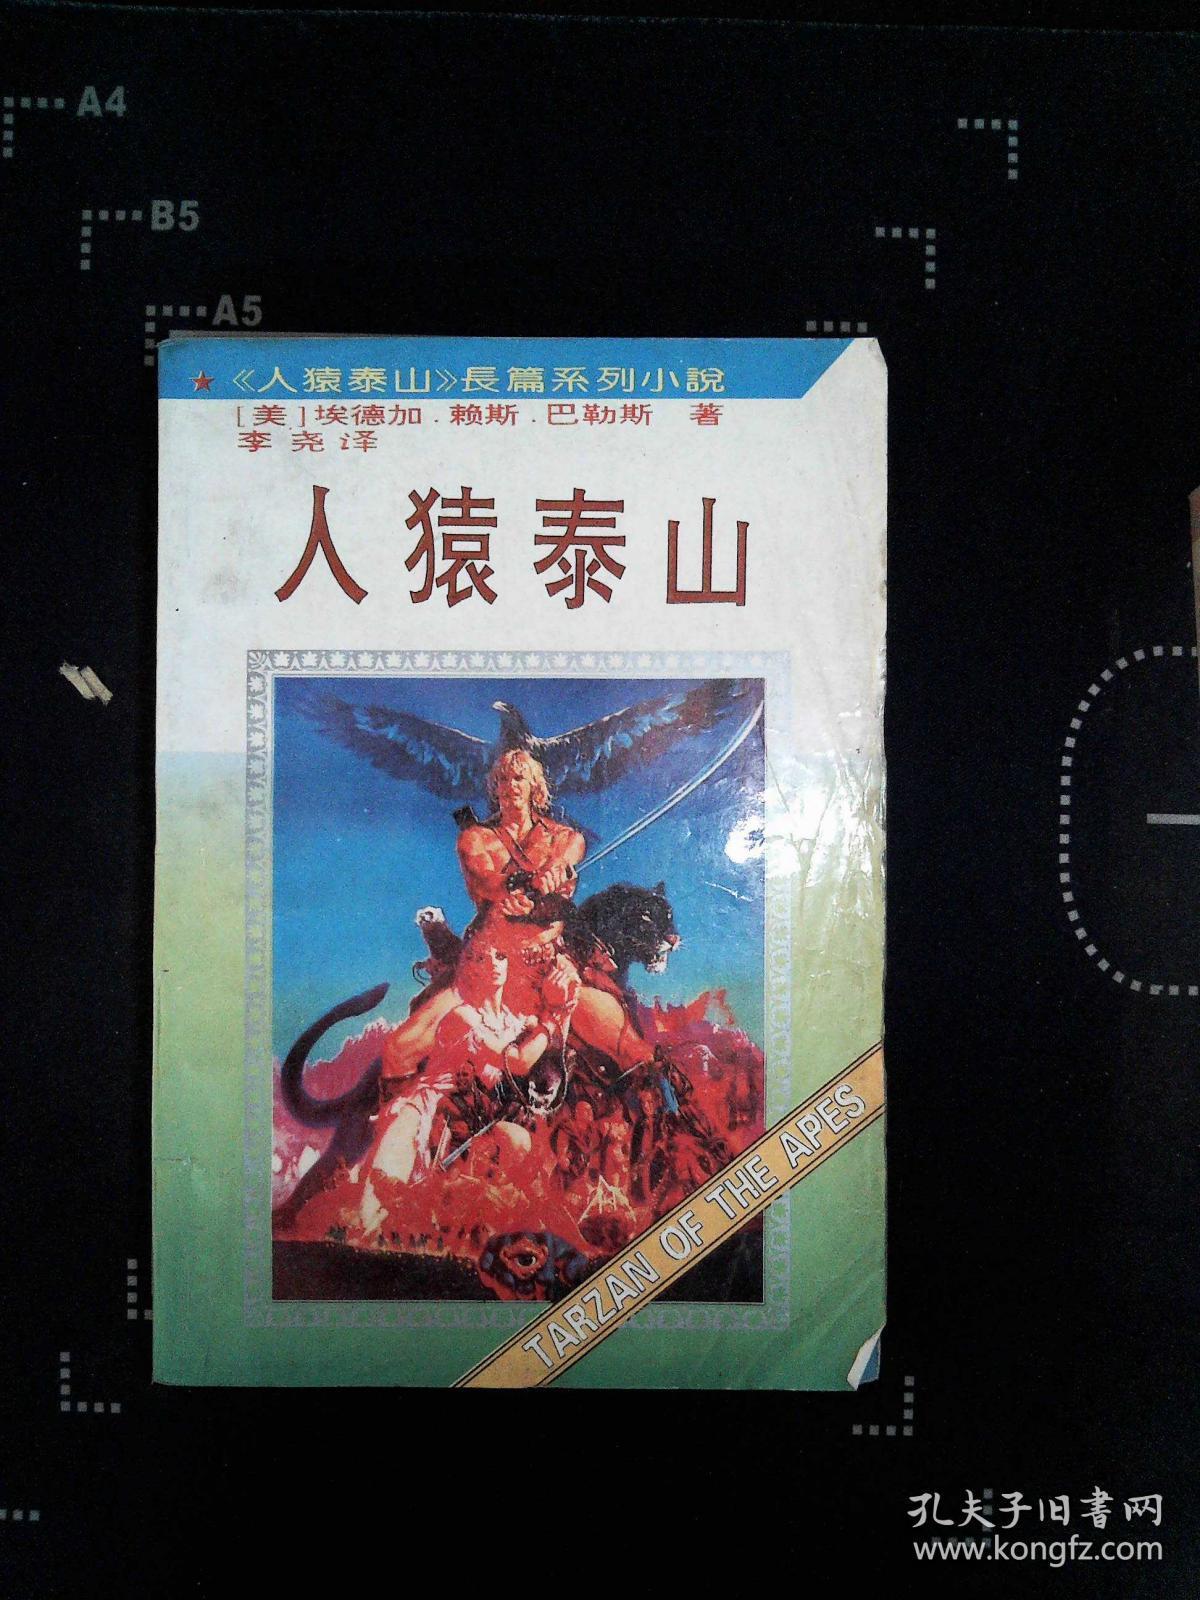 A4
B5
A5
★《人猿泰山》長篇系列小說
[美]埃德加.赖斯.巴勒斯 著
李尧译
人猿泰山
TARZAN OF THE APES
孔夫子旧書网
www.kongfz.com